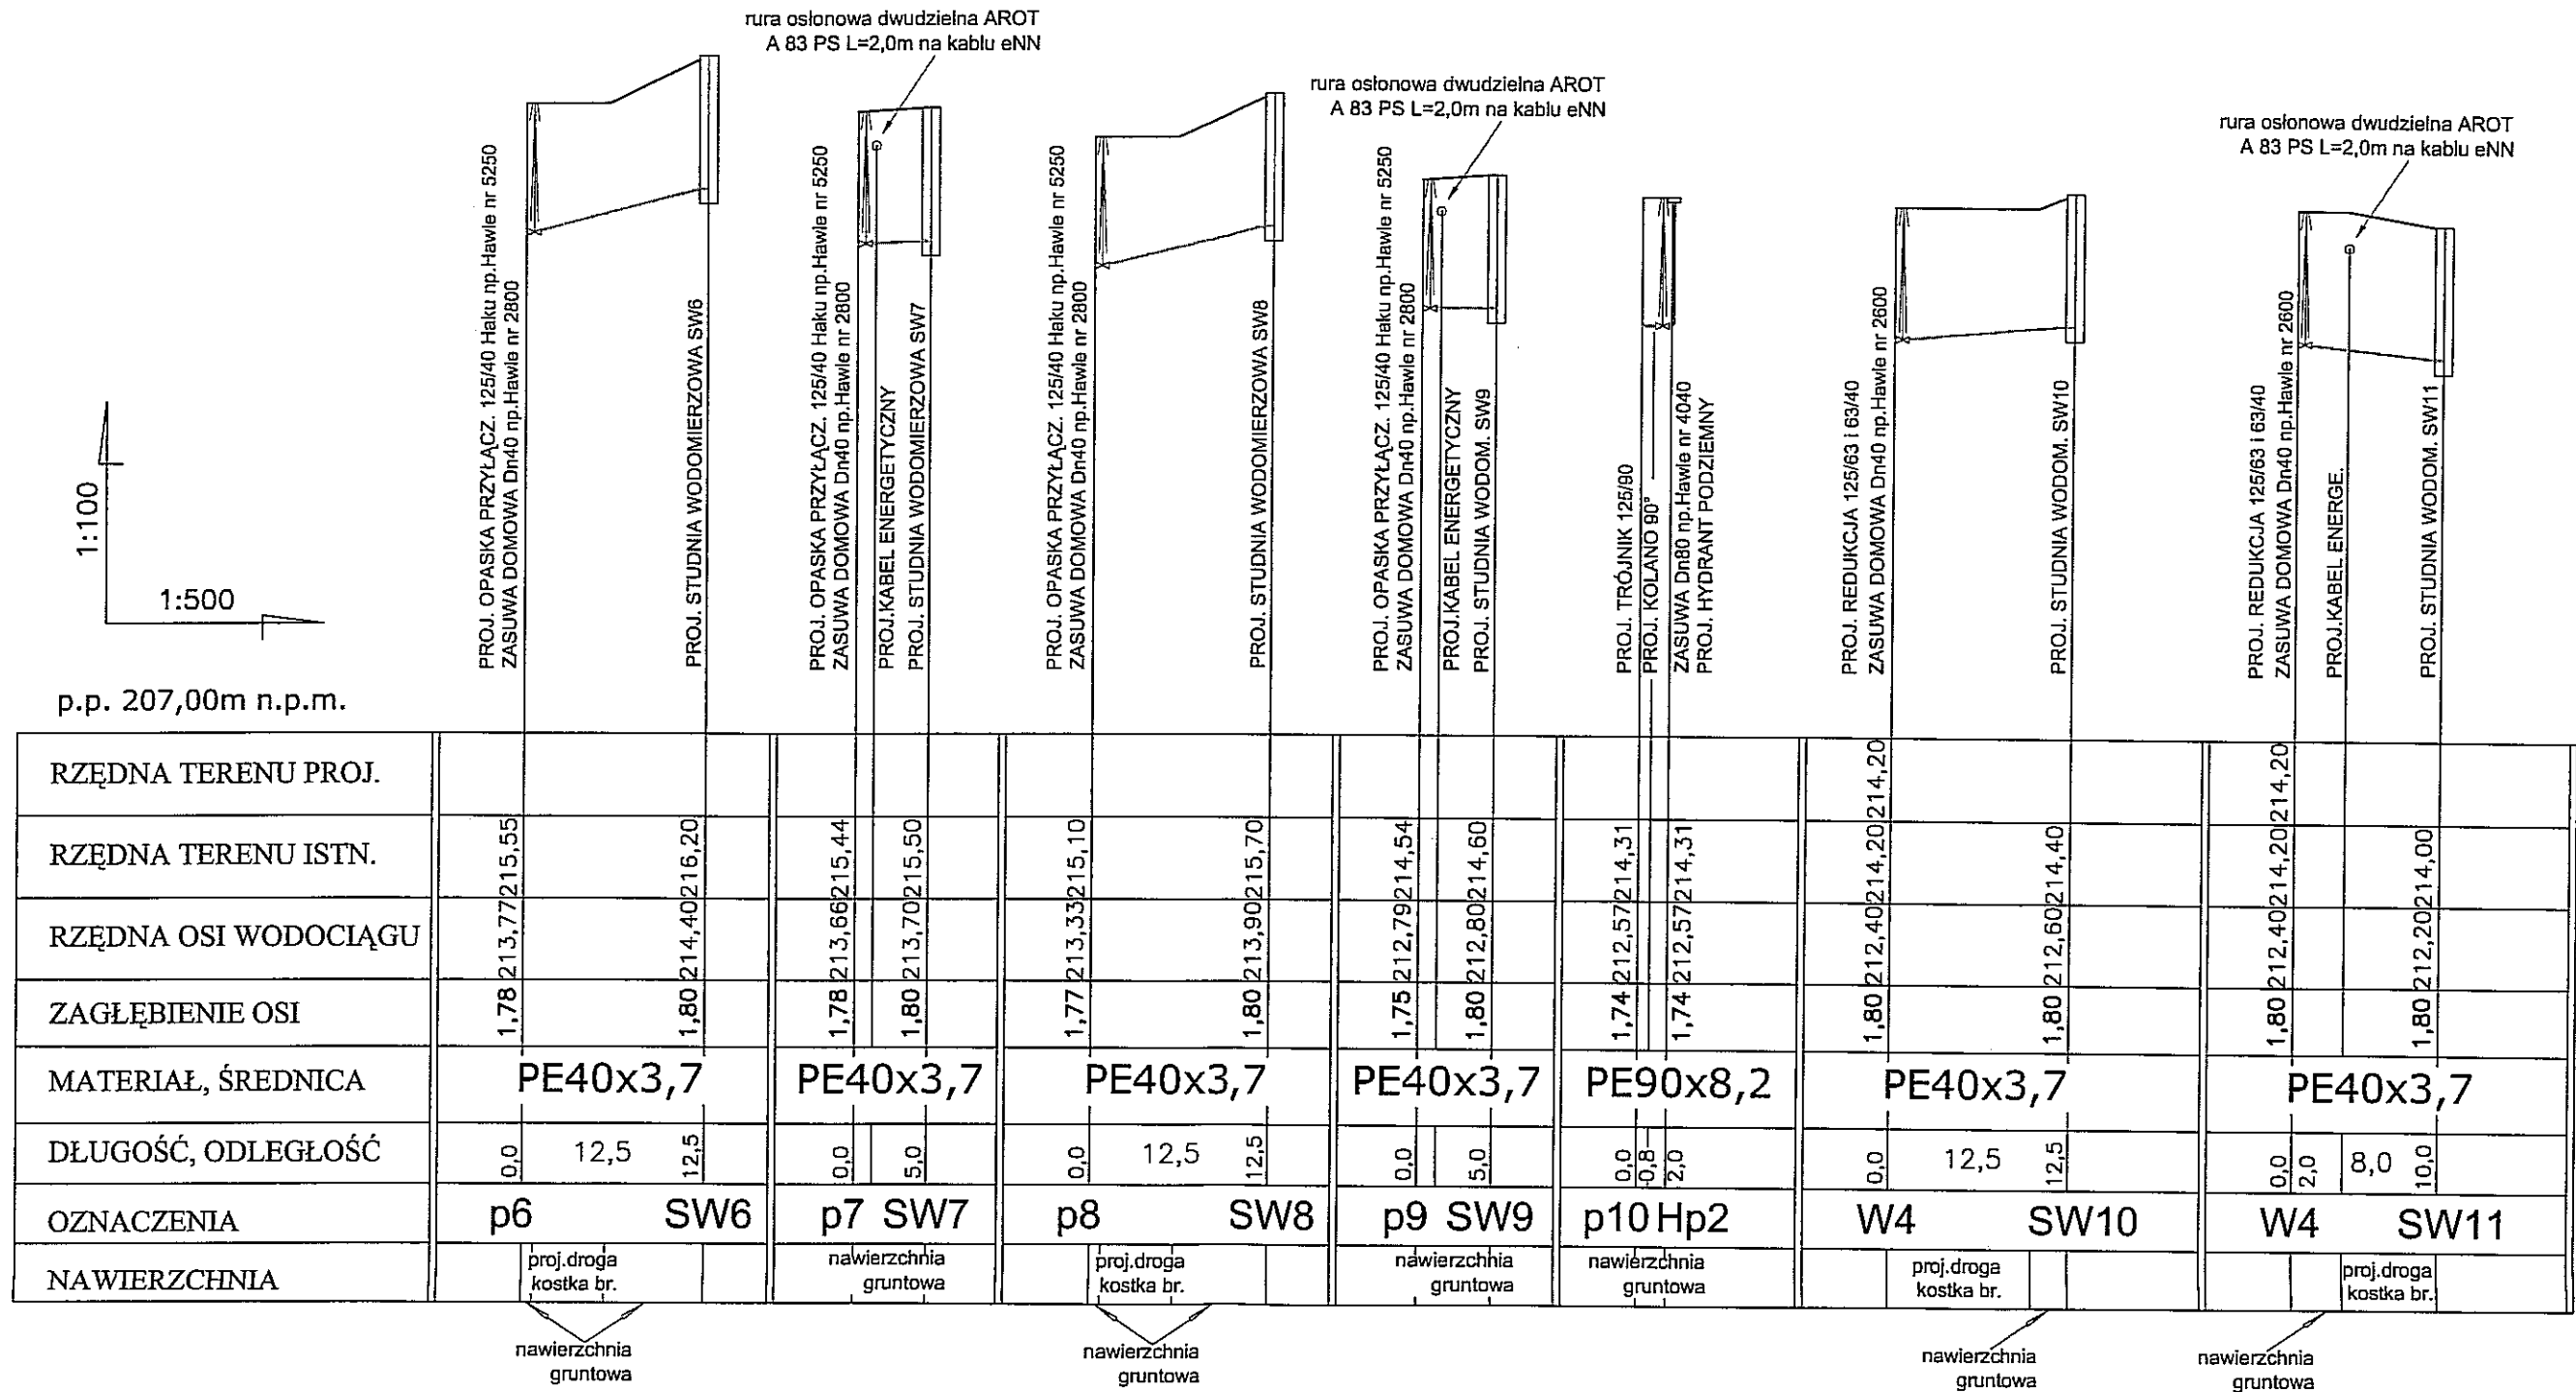 rura osłonowa dwudzielna AROT
A 83 PS L=2,0m na kablu eNN
rura osłonowa dwudzielna AROT
A 83 PS L=2,0m na kablu eNN
rura osłonowa dwudzielna AROT
A 83 PS L=2,0m na kablu eNN
1:100
1:500
p.p. 207,00m n.p.m.
PROJ. OPASKA PRZYŁĄCZ. 125/40 Haku np.Hawle nr 5250
ZASUWA DOMOWA Dn40 np.Hawle nr 2800
PROJ. STUDNIA WODOMIERZOWA SW6
PROJ. OPASKA PRZYŁĄCZ. 125/40 Haku np.Hawle nr 5250
ZASUWA DOMOWA Dn40 np.Hawle nr 2800
PROJ.KABEL ENERGETYCZNY
PROJ. STUDNIA WODOMIERZOWA SW7
PROJ. OPASKA PRZYŁĄCZ. 125/40 Haku np.Hawle nr 5250
ZASUWA DOMOWA Dn40 np.Hawle nr 2800
PROJ. STUDNIA WODOMIERZOWA SW8
PROJ. OPASKA PRZYŁĄCZ. 125/40 Haku np.Hawle nr 5250
ZASUWA DOMOWA Dn40 np.Hawle nr 2800
PROJ.KABEL ENERGETYCZNY
PROJ. STUDNIA WODOM. SW9
PROJ. TRÓJNIK 125/90
PROJ. KOLANO 90°
ZASUWA Dn80 np.Hawle nr 4040
PROJ. HYDRANT PODZIEMNY
PROJ. REDUKCJA 125/63 i 63/40
ZASUWA DOMOWA Dn40 np.Hawle nr 2600
PROJ. STUDNIA WODOM. SW10
PROJ. REDUKCJA 125/63 i 63/40
ZASUWA DOMOWA Dn40 np.Hawle nr 2600
PROJ.KABEL ENERGE.
PROJ. STUDNIA WODOM. SW11
RZĘDNA TERENU PROJ. 214,20 214,20
RZĘDNA TERENU ISTN. 215,55 216,20 215,44 215,50 215,10 215,70 214,54 214,60 214,31 214,31 214,20 214,40 214,20 214,00
RZĘDNA OSI WODOCIĄGU 213,77 214,40 213,66 213,70 213,33 213,90 212,79 212,80 212,57 212,57 212,40 212,60 212,40 212,20
ZAGŁĘBIENIE OSI 1,78 1,80 1,78 1,80 1,77 1,80 1,75 1,80 1,74 1,74 1,80 1,80 1,80 1,80
MATERIAŁ, ŚREDNICA PE40x3,7 PE40x3,7 PE40x3,7 PE40x3,7 PE90x8,2 PE40x3,7 PE40x3,7
DŁUGOŚĆ, ODLEGŁOŚĆ 0,0 12,5 12,5 0,0 5,0 0,0 12,5 12,5 0,0 5,0 0,0 0,8 2,0 0,0 12,5 12,5 0,0 2,0 8,0 10,0
OZNACZENIA p6 SW6 p7 SW7 p8 SW8 p9 SW9 p10 Hp2 W4 SW10 W4 SW11
NAWIERZCHNIA
proj.droga
kostka br.
nawierzchnia
gruntowa
proj.droga
kostka br.
nawierzchnia
gruntowa
nawierzchnia
gruntowa
proj.droga
kostka br.
proj.droga
kostka br.
nawierzchnia
gruntowa
nawierzchnia
gruntowa
nawierzchnia
gruntowa
nawierzchnia
gruntowa